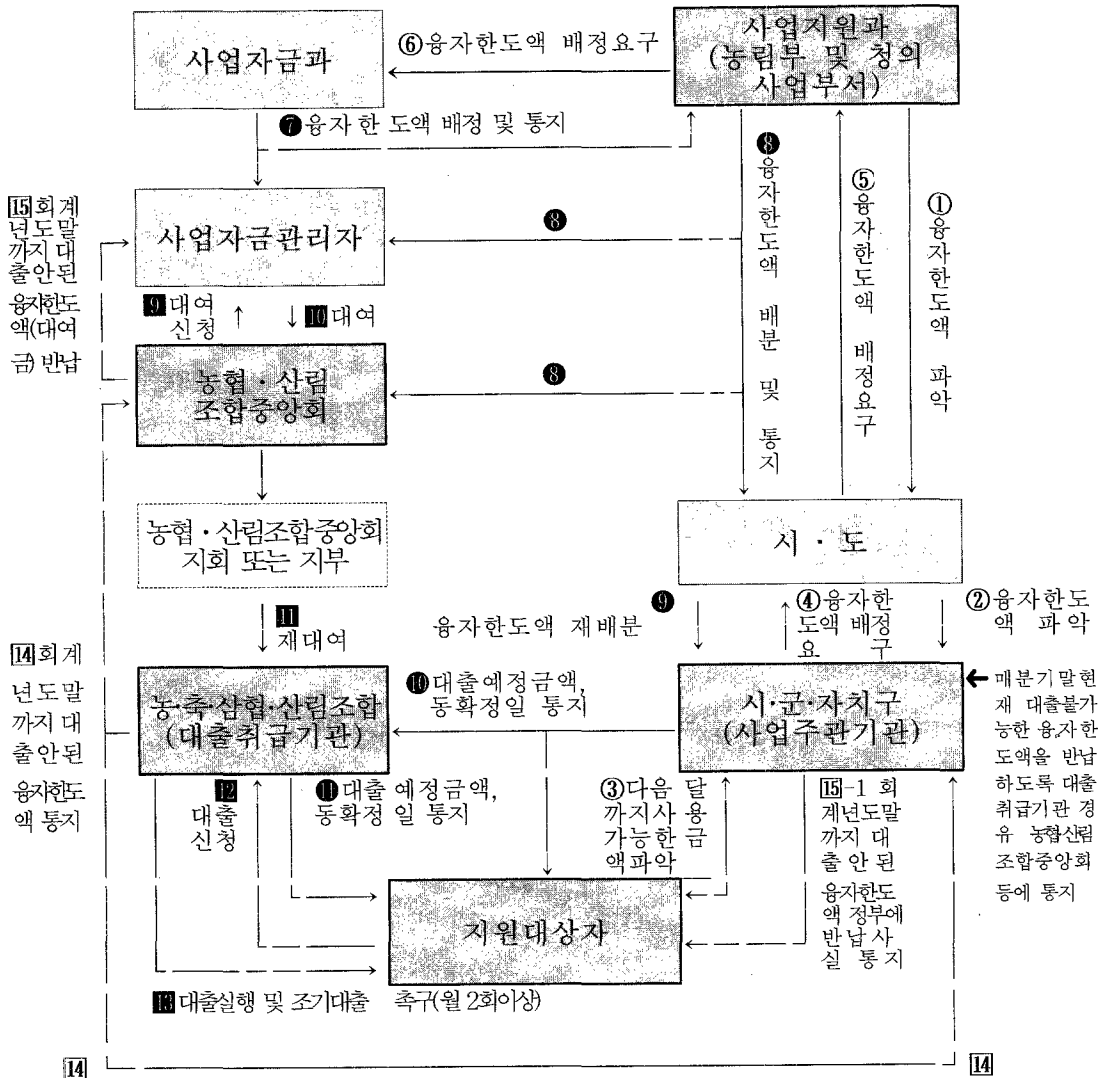 사업자금과
⑥융자한도액 배정요구
사업지원과
(농림부 및 청의
사업부서)
❼융자한도액 배정 및 통지
⓯회계
년도말
까지 대
출안된
융자한도
액(대여
금) 반납
사업자금관리자
❽
❽융자한도액 배분 및 통지
⑤융자한도액 배정요구
①융자한도액 파악
9대여
신청
10대여
농협·산림
조합중앙회
❽
농협·산림조합중앙회
지회 또는 지부
시·도
11
재대여
융자한도액 재배분
❾
④융자한
도액 배정
요 구
②융자한도
액 파악
14회계
년도말
까지 대
출안된
융자한도
액 통지
농·축·삼협·산림조합
(대출취급기관)
❿대출예정금액,
동확정일 통지
시·군·자치구
(사업주관기관)
매분기말현
재 대출불가
능한 융자한
도액을 반납
하도록 대출
취급기관 경
유 농협산림
조합중앙회
등에 통지
12
대출
신청
⓫대출 예정금액,
동확정 일 통지
③다음 달
까지사용
가능한 금
액파악
15-1 회
계년도말
까지 대
출 안 된
융자한도
액 정부에
반납 사
실 통지
지원대상자
13대출실행 및 조기대출 촉구(월 2회이상)
14
14